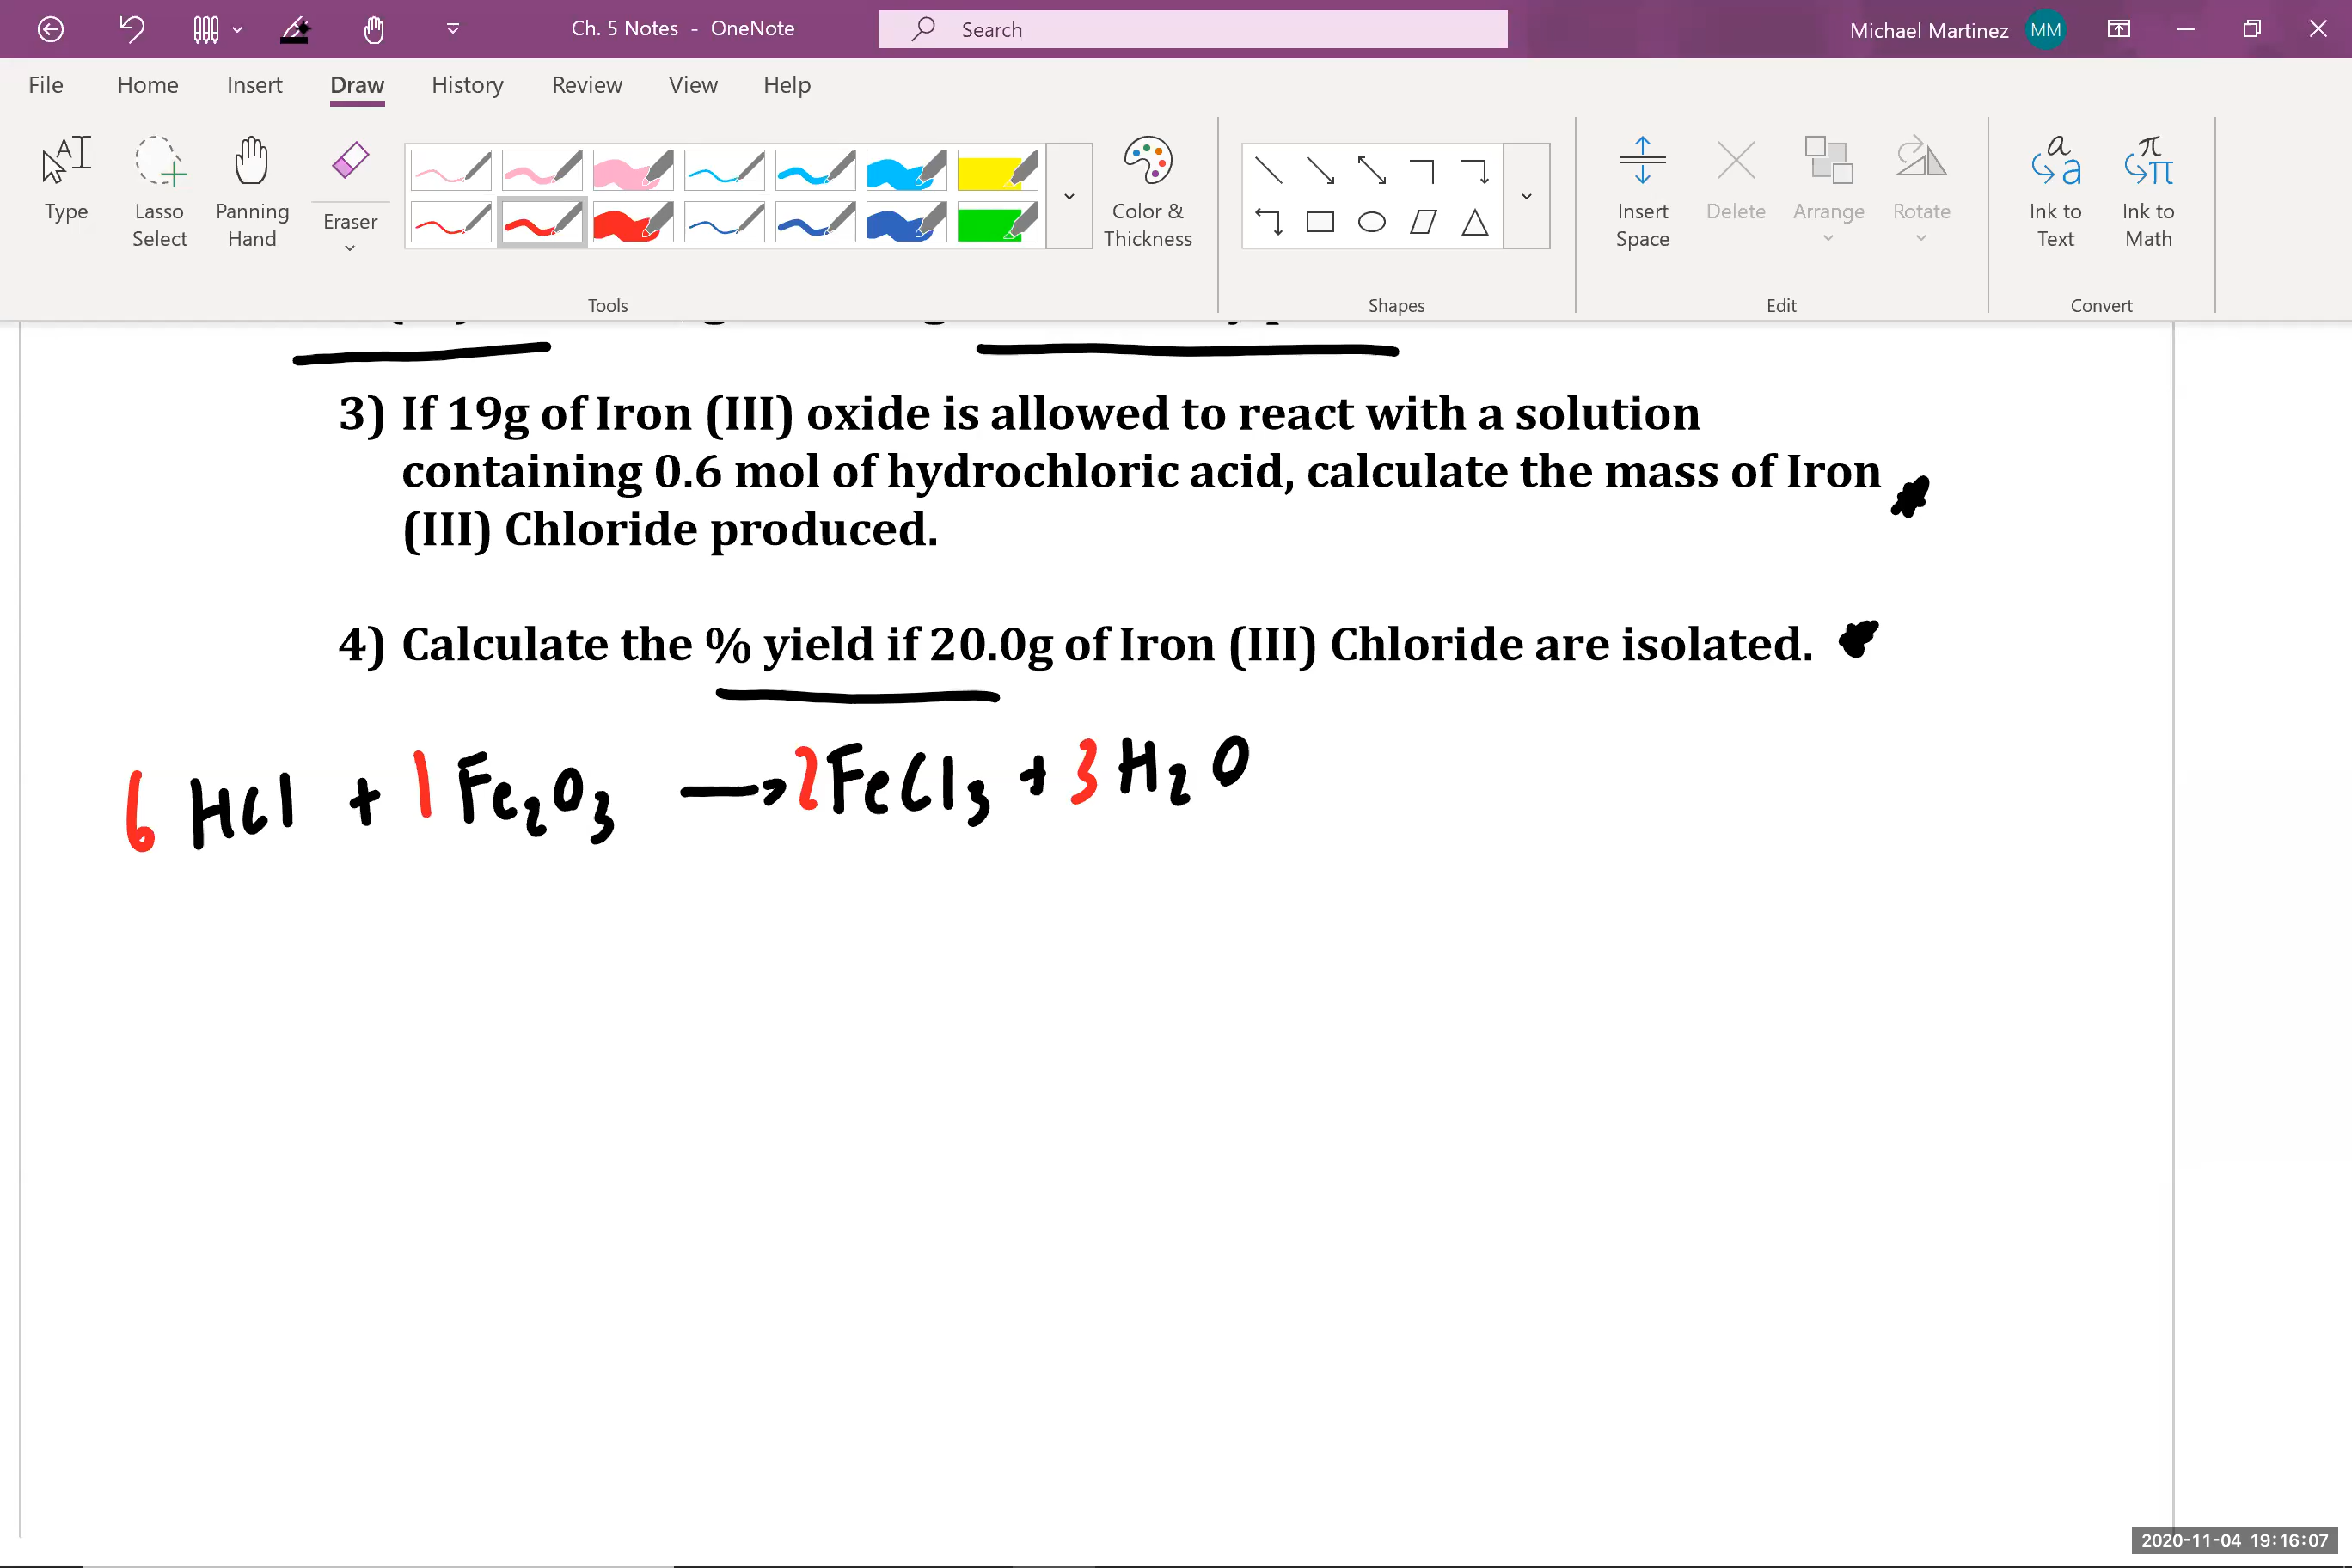 Ch. 5 Notes - OneNote
Search
Michael Martinez MM
File Home Insert Draw History Review View Help
Type
Lasso Select
Panning Hand
Eraser
Color & Thickness
Insert Space
Delete
Arrange
Rotate
Ink to Text
Ink to Math
Tools
Shapes
Edit
Convert
3) If 19g of Iron (III) oxide is allowed to react with a solution
containing 0.6 mol of hydrochloric acid, calculate the mass of Iron
(III) Chloride produced.
4) Calculate the % yield if 20.0g of Iron (III) Chloride are isolated.
6 HCl + 1 Fe₂O₃ → 2 FeCl₃ + 3 H₂O
2020-11-04 19:16:07